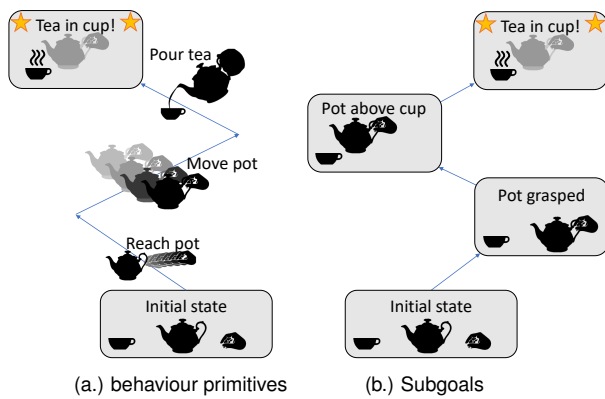 Tea in cup!
Pour tea
Move pot
Reach pot
Initial state
(a.) behaviour primitives
Tea in cup!
Pot above cup
Pot grasped
Initial state
(b.) Subgoals